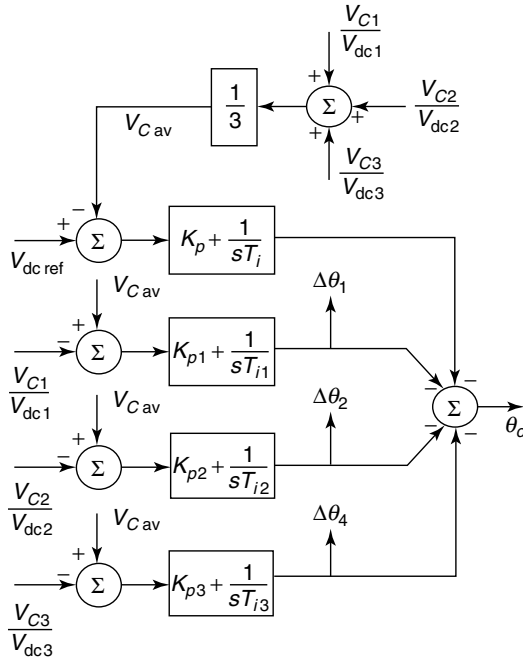 V_C1/V_dc1
+
1/3
Σ
+
V_C2/V_dc2
V_C av
+
V_C3/V_dc3
−
+
Σ
K_p + 1/sT_i
V_dc ref
V_C av
Δθ_1
+
−
−
Σ
K_p1 + 1/sT_i1
V_C1/V_dc1
V_C av
Δθ_2
−
Σ
θ_c
+
−
−
−
Σ
K_p2 + 1/sT_i2
V_C2/V_dc2
V_C av
Δθ_4
+
−
Σ
K_p3 + 1/sT_i3
V_C3/V_dc3